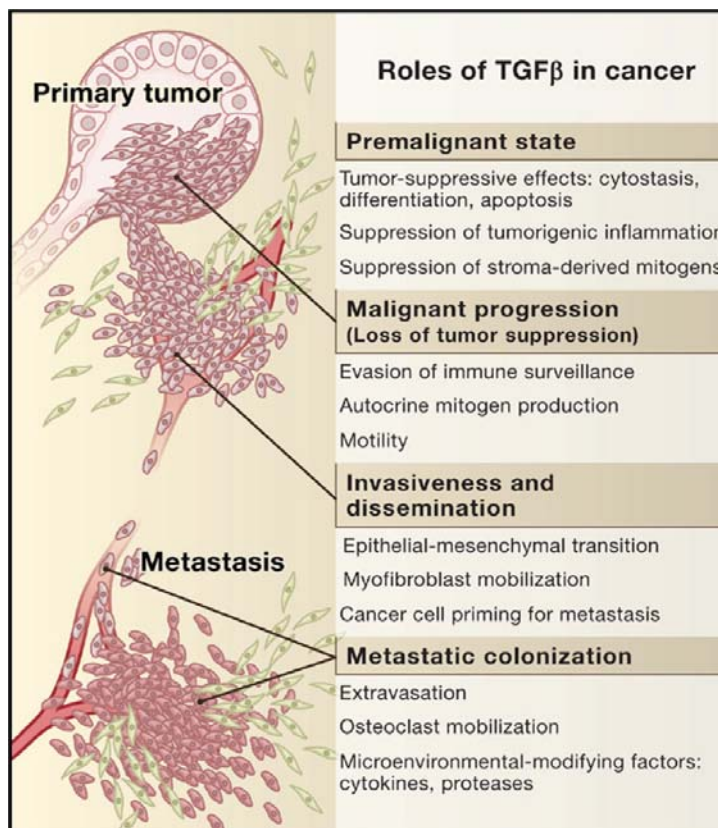 Primary tumor
Roles of TGFβ in cancer
Premalignant state
Tumor-suppressive effects: cytostasis,
differentiation, apoptosis
Suppression of tumorigenic inflammation
Suppression of stroma-derived mitogens
Malignant progression
(Loss of tumor suppression)
Evasion of immune surveillance
Autocrine mitogen production
Motility
Invasiveness and
dissemination
Epithelial-mesenchymal transition
Myofibroblast mobilization
Cancer cell priming for metastasis
Metastasis
Metastatic colonization
Extravasation
Osteoclast mobilization
Microenvironmental-modifying factors:
cytokines, proteases